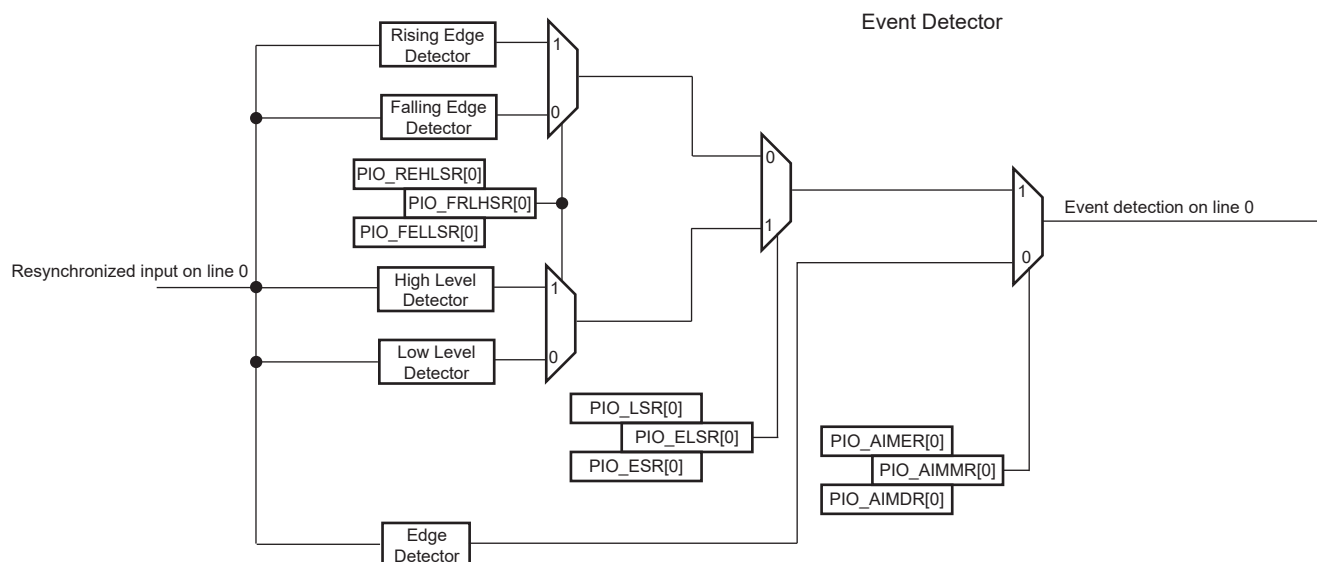 Event Detector
Rising Edge
Detector
1
Falling Edge
Detector
0
0
PIO_REHLSR[0]
PIO_FRLHSR[0]
PIO_FELLSR[0]
1
1
Event detection on line 0
0
Resynchronized input on line 0
High Level
Detector
1
Low Level
Detector
0
PIO_LSR[0]
PIO_ELSR[0]
PIO_ESR[0]
PIO_AIMER[0]
PIO_AIMMR[0]
PIO_AIMDR[0]
Edge
Detector